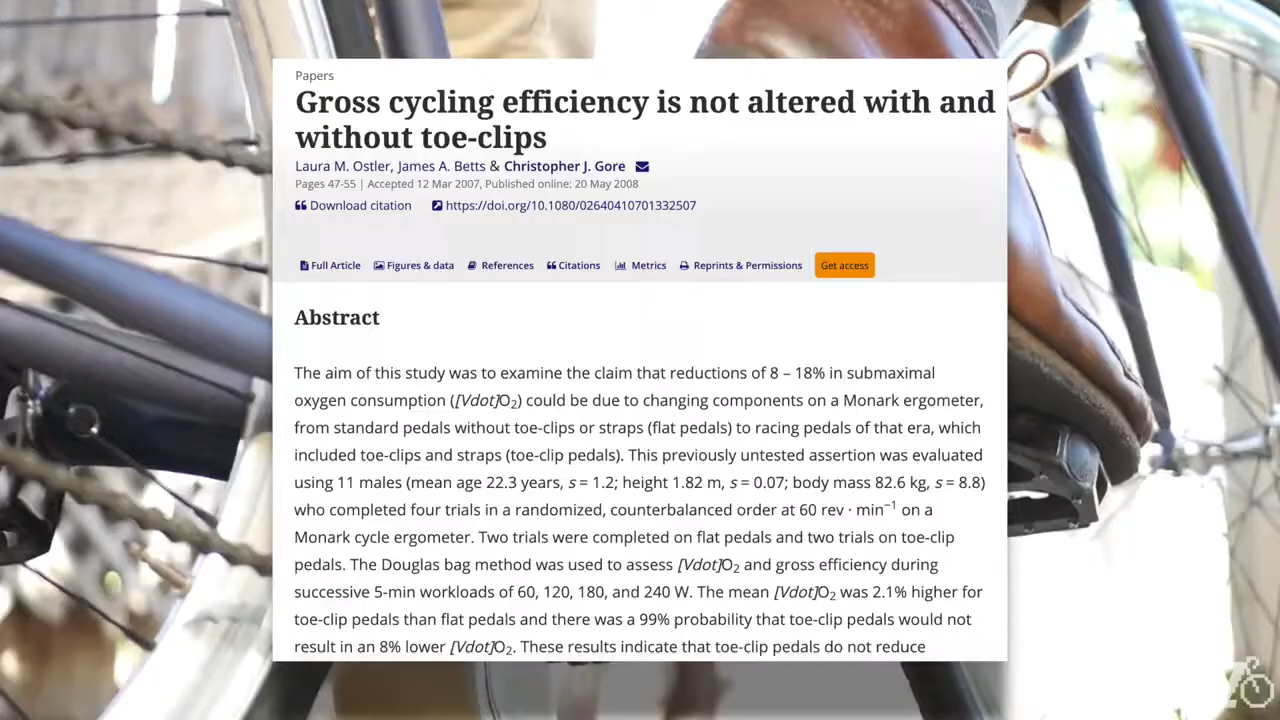 Papers
Gross cycling efficiency is not altered with and
without toe-clips
Laura M. Ostler, James A. Betts & Christopher J. Gore
Pages 47-55 | Accepted 12 Mar 2007, Published online: 20 May 2008
Download citation https://doi.org/10.1080/02640410701332507
Full Article Figures & data References Citations Metrics Reprints & Permissions Get access
Abstract
The aim of this study was to examine the claim that reductions of 8 – 18% in submaximal
oxygen consumption ([Vdot]O₂) could be due to changing components on a Monark ergometer,
from standard pedals without toe-clips or straps (flat pedals) to racing pedals of that era, which
included toe-clips and straps (toe-clip pedals). This previously untested assertion was evaluated
using 11 males (mean age 22.3 years, s = 1.2; height 1.82 m, s = 0.07; body mass 82.6 kg, s = 8.8)
who completed four trials in a randomized, counterbalanced order at 60 rev · min⁻¹ on a
Monark cycle ergometer. Two trials were completed on flat pedals and two trials on toe-clip
pedals. The Douglas bag method was used to assess [Vdot]O₂ and gross efficiency during
successive 5-min workloads of 60, 120, 180, and 240 W. The mean [Vdot]O₂ was 2.1% higher for
toe-clip pedals than flat pedals and there was a 99% probability that toe-clip pedals would not
result in an 8% lower [Vdot]O₂. These results indicate that toe-clip pedals do not reduce